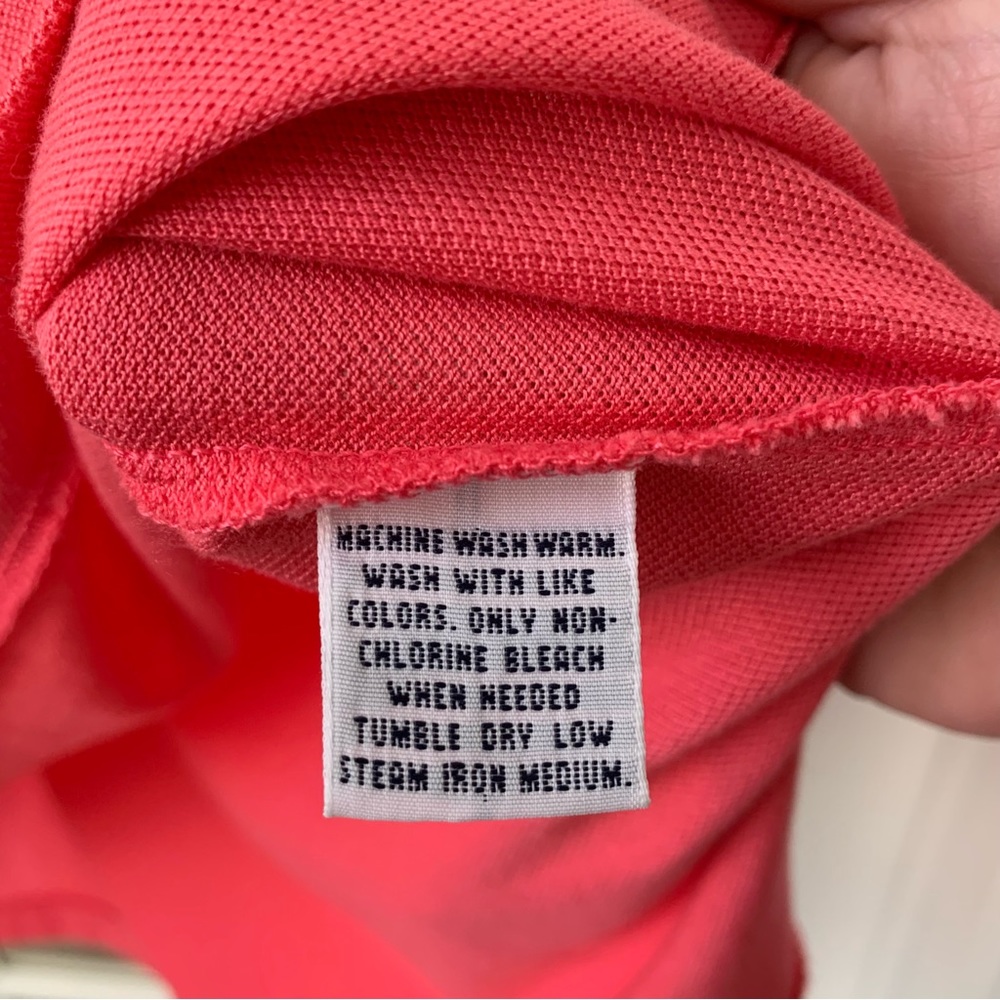 MACHINE WASH WARM.
WASH WITH LIKE
COLORS. ONLY NON-
CHLORINE BLEACH
WHEN NEEDED
TUMBLE DRY LOW
STEAM IRON MEDIUM.